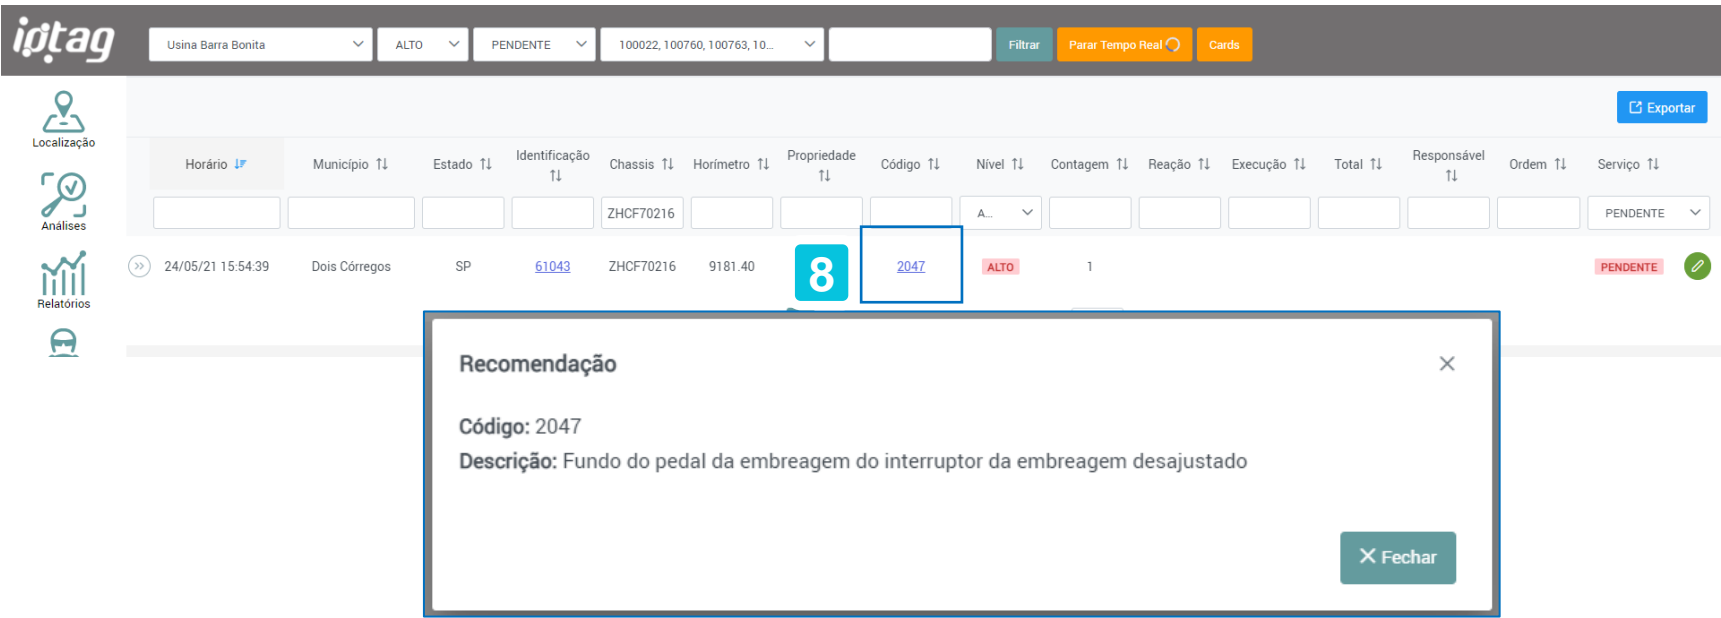 iotag
Usina Barra Bonita ALTO PENDENTE 100022, 100760, 100763, 10... Filtrar Parar Tempo Real Cards
Exportar
Localização
Análises
Relatórios
Horário Município Estado Identificação Chassis Horímetro Propriedade Código Nível Contagem Reação Execução Total Responsável Ordem Serviço
ZHCF70216 A... PENDENTE
24/05/21 15:54:39 Dois Córregos SP 61043 ZHCF70216 9181.40 8 2047 ALTO 1 PENDENTE
Recomendação
Código: 2047
Descrição: Fundo do pedal da embreagem do interruptor da embreagem desajustado
Fechar